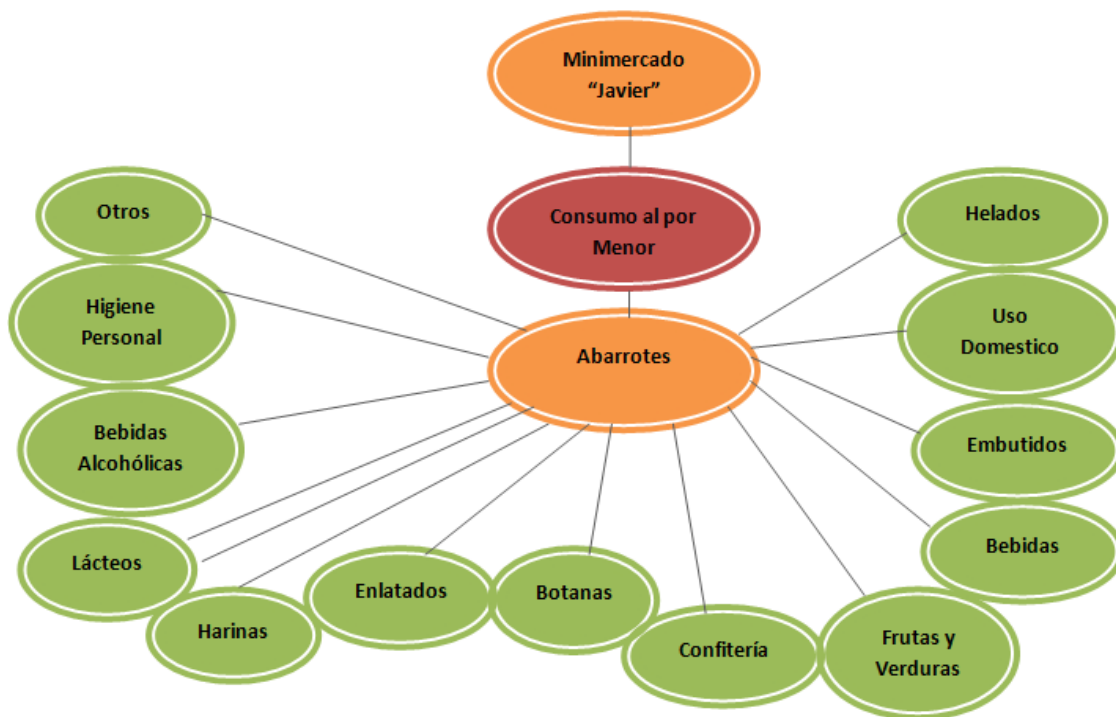 Minimercado
“Javier”
Consumo al por
Menor
Abarrotes
Otros
Higiene
Personal
Bebidas
Alcohólicas
Lácteos
Harinas
Enlatados
Botanas
Confitería
Frutas y
Verduras
Bebidas
Embutidos
Uso
Domestico
Helados